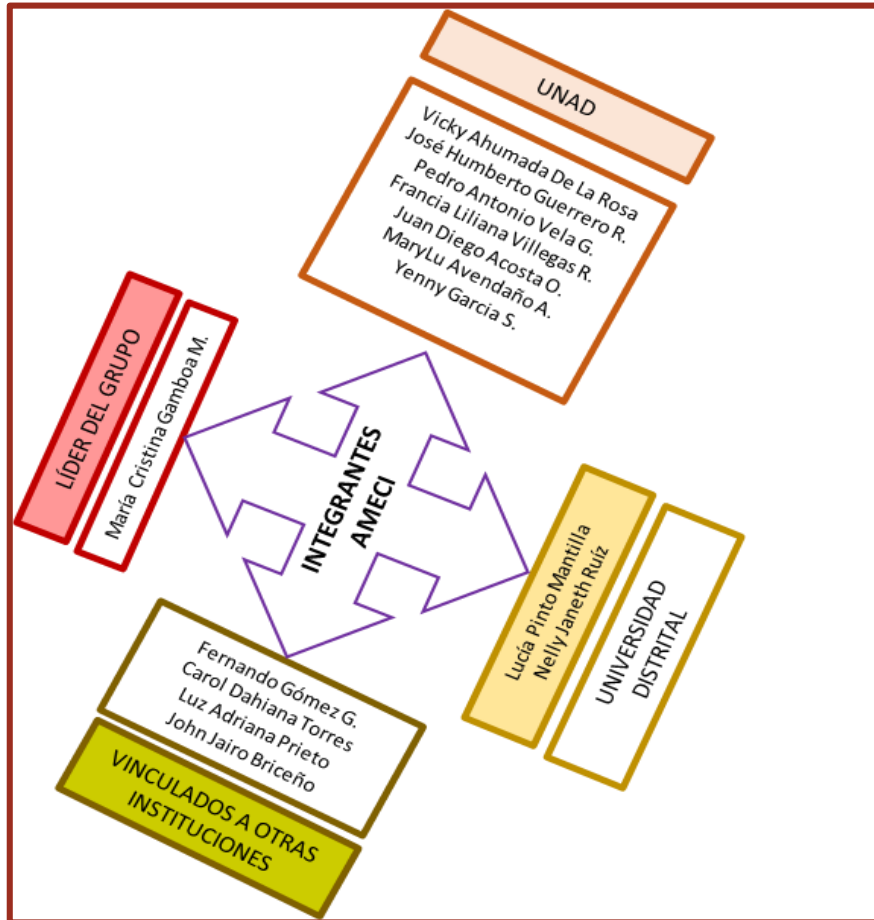 UNAD
Vicky Ahumada De La Rosa
José Humberto Guerrero R.
Pedro Antonio Vela G.
Francia Liliana Villegas R.
Juan Diego Acosta O.
MaryLu Avendaño A.
Yenny Garcia S.
LÍDER DEL GRUPO
María Cristina Gamboa M.
INTEGRANTES
AMECI
Lucía Pinto Mantilla
Nelly Janeth Ruíz
UNIVERSIDAD
DISTRITAL
Fernando Gómez G.
Carol Dahiana Torres
Luz Adriana Prieto
John Jairo Briceño
VINCULADOS A OTRAS
INSTITUCIONES